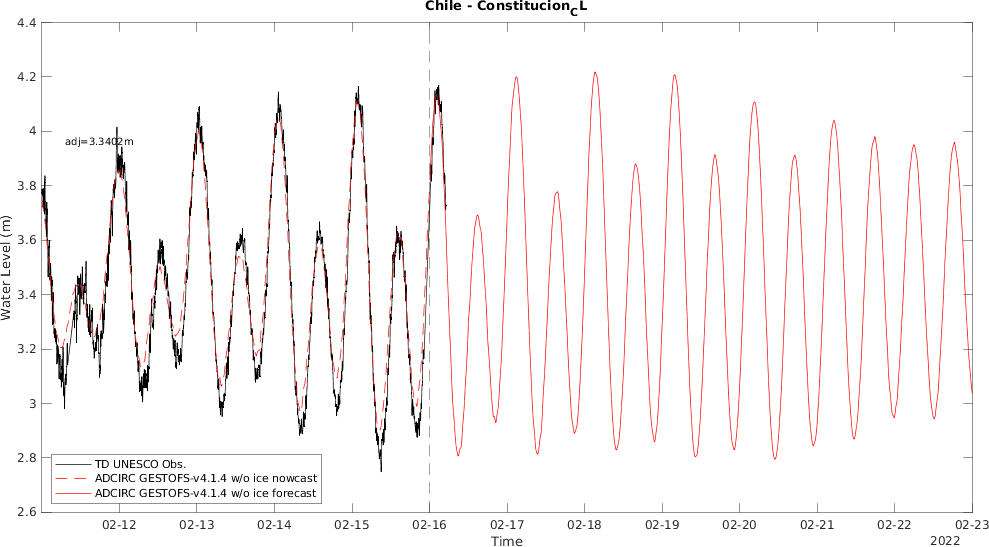 Chile - Constitucion_CL
4.4
4.2
4
3.8
3.6
3.4
3.2
3
2.8
2.6
Water Level (m)
adj=3.3402m
TD UNESCO Obs.
ADCIRC GESTOFS-v4.1.4 w/o ice nowcast
ADCIRC GESTOFS-v4.1.4 w/o ice forecast
02-12 02-13 02-14 02-15 02-16 02-17 02-18 02-19 02-20 02-21 02-22 02-23
Time
2022